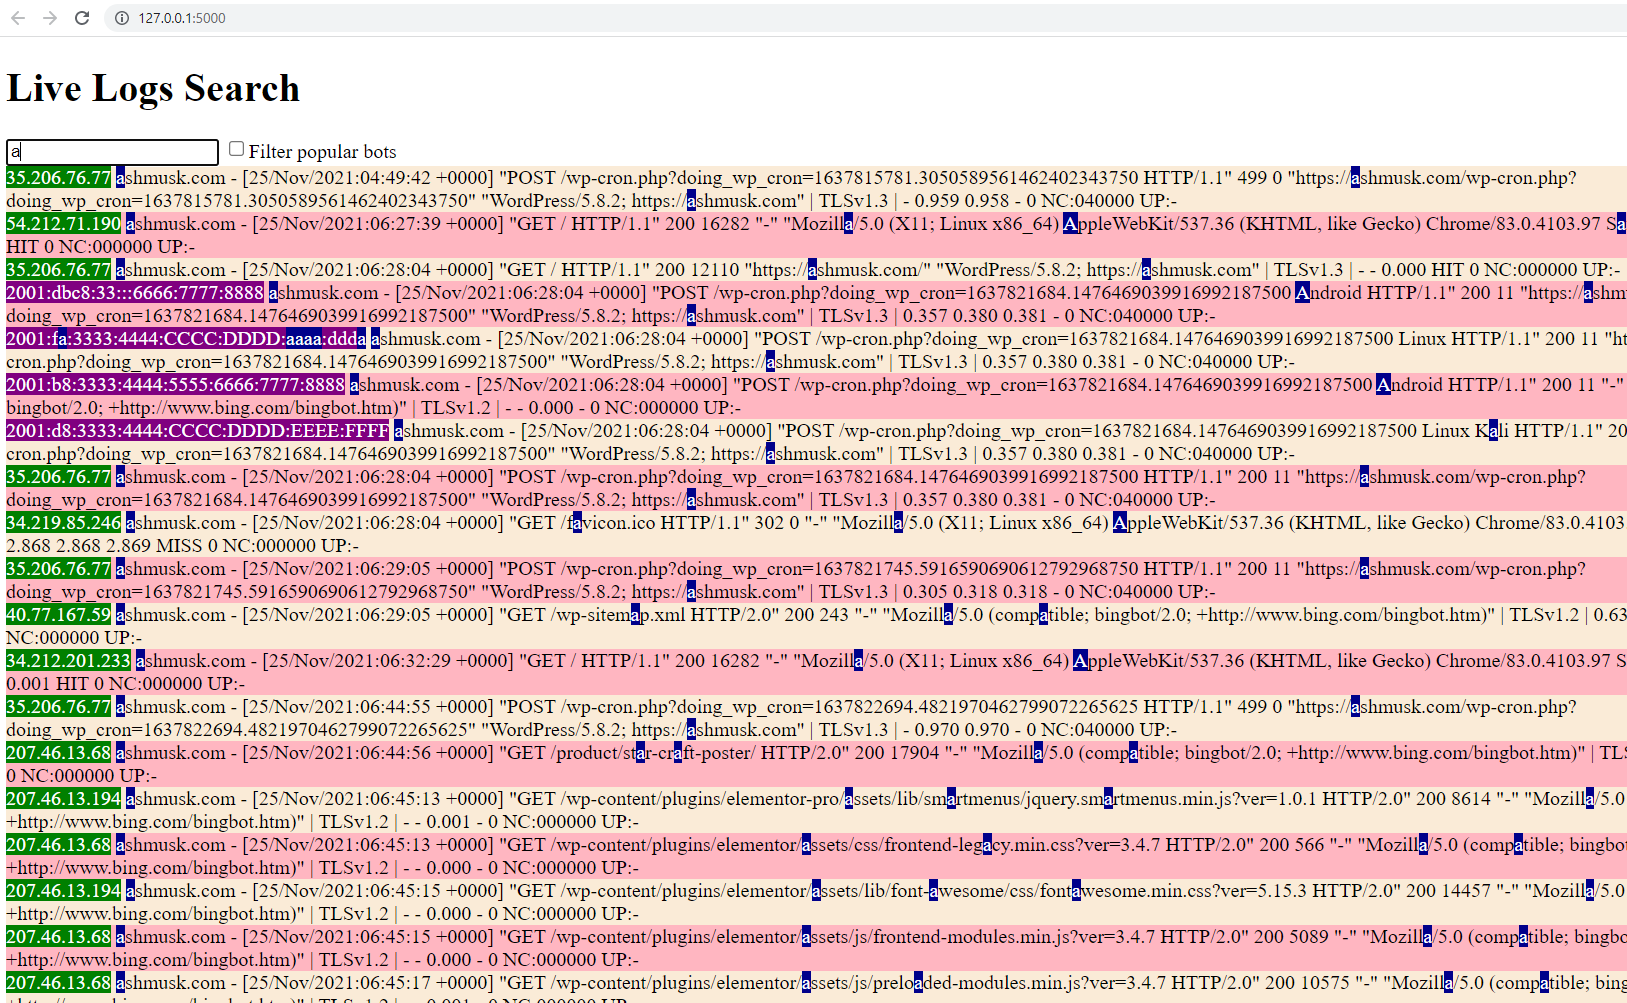 127.0.0.1:5000
Live Logs Search
a
Filter popular bots
35.206.76.77 ashmusk.com - [25/Nov/2021:04:49:42 +0000] "POST /wp-cron.php?doing_wp_cron=1637815781.3050589561462402343750 HTTP/1.1" 499 0 "https://ashmusk.com/wp-cron.php?
doing_wp_cron=1637815781.3050589561462402343750" "WordPress/5.8.2; https://ashmusk.com" | TLSv1.3 | - 0.959 0.958 - 0 NC:040000 UP:-
54.212.71.190 ashmusk.com - [25/Nov/2021:06:27:39 +0000] "GET / HTTP/1.1" 200 16282 "-" "Mozilla/5.0 (X11; Linux x86_64) AppleWebKit/537.36 (KHTML, like Gecko) Chrome/83.0.4103.97 Sa
HIT 0 NC:000000 UP:-
35.206.76.77 ashmusk.com - [25/Nov/2021:06:28:04 +0000] "GET / HTTP/1.1" 200 12110 "https://ashmusk.com/" "WordPress/5.8.2; https://ashmusk.com" | TLSv1.3 | - - 0.000 HIT 0 NC:000000 UP:-
2001:dbc8:33:::6666:7777:8888 ashmusk.com - [25/Nov/2021:06:28:04 +0000] "POST /wp-cron.php?doing_wp_cron=1637821684.1476469039916992187500 Android HTTP/1.1" 200 11 "https://ashm
doing_wp_cron=1637821684.1476469039916992187500" "WordPress/5.8.2; https://ashmusk.com" | TLSv1.3 | 0.357 0.380 0.381 - 0 NC:040000 UP:-
2001:fa:3333:4444:CCCC:DDDD:aaaa:ddda ashmusk.com - [25/Nov/2021:06:28:04 +0000] "POST /wp-cron.php?doing_wp_cron=1637821684.1476469039916992187500 Linux HTTP/1.1" 200 11 "ht
cron.php?doing_wp_cron=1637821684.1476469039916992187500" "WordPress/5.8.2; https://ashmusk.com" | TLSv1.3 | 0.357 0.380 0.381 - 0 NC:040000 UP:-
2001:b8:3333:4444:5555:6666:7777:8888 ashmusk.com - [25/Nov/2021:06:28:04 +0000] "POST /wp-cron.php?doing_wp_cron=1637821684.1476469039916992187500 Android HTTP/1.1" 200 11 "-"
bingbot/2.0; +http://www.bing.com/bingbot.htm)" | TLSv1.2 | - - 0.000 - 0 NC:000000 UP:-
2001:d8:3333:4444:CCCC:DDDD:EEEE:FFFF ashmusk.com - [25/Nov/2021:06:28:04 +0000] "POST /wp-cron.php?doing_wp_cron=1637821684.1476469039916992187500 Linux Kali HTTP/1.1" 20
cron.php?doing_wp_cron=1637821684.1476469039916992187500" "WordPress/5.8.2; https://ashmusk.com" | TLSv1.3 | 0.357 0.380 0.381 - 0 NC:040000 UP:-
35.206.76.77 ashmusk.com - [25/Nov/2021:06:28:04 +0000] "POST /wp-cron.php?doing_wp_cron=1637821684.1476469039916992187500 HTTP/1.1" 200 11 "https://ashmusk.com/wp-cron.php?
doing_wp_cron=1637821684.1476469039916992187500" "WordPress/5.8.2; https://ashmusk.com" | TLSv1.3 | 0.357 0.380 0.381 - 0 NC:040000 UP:-
34.219.85.246 ashmusk.com - [25/Nov/2021:06:28:04 +0000] "GET /favicon.ico HTTP/1.1" 302 0 "-" "Mozilla/5.0 (X11; Linux x86_64) AppleWebKit/537.36 (KHTML, like Gecko) Chrome/83.0.4103
2.868 2.868 2.869 MISS 0 NC:000000 UP:-
35.206.76.77 ashmusk.com - [25/Nov/2021:06:29:05 +0000] "POST /wp-cron.php?doing_wp_cron=1637821745.5916590690612792968750 HTTP/1.1" 200 11 "https://ashmusk.com/wp-cron.php?
doing_wp_cron=1637821745.5916590690612792968750" "WordPress/5.8.2; https://ashmusk.com" | TLSv1.3 | 0.305 0.318 0.318 - 0 NC:040000 UP:-
40.77.167.59 ashmusk.com - [25/Nov/2021:06:29:05 +0000] "GET /wp-sitemap.xml HTTP/2.0" 200 243 "-" "Mozilla/5.0 (compatible; bingbot/2.0; +http://www.bing.com/bingbot.htm)" | TLSv1.2 | 0.63
NC:000000 UP:-
34.212.201.233 ashmusk.com - [25/Nov/2021:06:32:29 +0000] "GET / HTTP/1.1" 200 16282 "-" "Mozilla/5.0 (X11; Linux x86_64) AppleWebKit/537.36 (KHTML, like Gecko) Chrome/83.0.4103.97 S
0.001 HIT 0 NC:000000 UP:-
35.206.76.77 ashmusk.com - [25/Nov/2021:06:44:55 +0000] "POST /wp-cron.php?doing_wp_cron=1637822694.4821970462799072265625 HTTP/1.1" 499 0 "https://ashmusk.com/wp-cron.php?
doing_wp_cron=1637822694.4821970462799072265625" "WordPress/5.8.2; https://ashmusk.com" | TLSv1.3 | - 0.970 0.970 - 0 NC:040000 UP:-
207.46.13.68 ashmusk.com - [25/Nov/2021:06:44:56 +0000] "GET /product/star-craft-poster/ HTTP/2.0" 200 17904 "-" "Mozilla/5.0 (compatible; bingbot/2.0; +http://www.bing.com/bingbot.htm)" | TLS
0 NC:000000 UP:-
207.46.13.194 ashmusk.com - [25/Nov/2021:06:45:13 +0000] "GET /wp-content/plugins/elementor-pro/assets/lib/smartmenus/jquery.smartmenus.min.js?ver=1.0.1 HTTP/2.0" 200 8614 "-" "Mozilla/5.0
+http://www.bing.com/bingbot.htm)" | TLSv1.2 | - - 0.001 - 0 NC:000000 UP:-
207.46.13.68 ashmusk.com - [25/Nov/2021:06:45:13 +0000] "GET /wp-content/plugins/elementor/assets/css/frontend-legacy.min.css?ver=3.4.7 HTTP/2.0" 200 566 "-" "Mozilla/5.0 (compatible; bingbo
+http://www.bing.com/bingbot.htm)" | TLSv1.2 | - - 0.000 - 0 NC:000000 UP:-
207.46.13.194 ashmusk.com - [25/Nov/2021:06:45:15 +0000] "GET /wp-content/plugins/elementor/assets/lib/font-awesome/css/fontawesome.min.css?ver=5.15.3 HTTP/2.0" 200 14457 "-" "Mozilla/5.0
+http://www.bing.com/bingbot.htm)" | TLSv1.2 | - - 0.000 - 0 NC:000000 UP:-
207.46.13.68 ashmusk.com - [25/Nov/2021:06:45:15 +0000] "GET /wp-content/plugins/elementor/assets/js/frontend-modules.min.js?ver=3.4.7 HTTP/2.0" 200 5089 "-" "Mozilla/5.0 (compatible; bingbo
+http://www.bing.com/bingbot.htm)" | TLSv1.2 | - - 0.000 - 0 NC:000000 UP:-
207.46.13.68 ashmusk.com - [25/Nov/2021:06:45:17 +0000] "GET /wp-content/plugins/elementor/assets/js/preloaded-modules.min.js?ver=3.4.7 HTTP/2.0" 200 10575 "-" "Mozilla/5.0 (compatible; bing